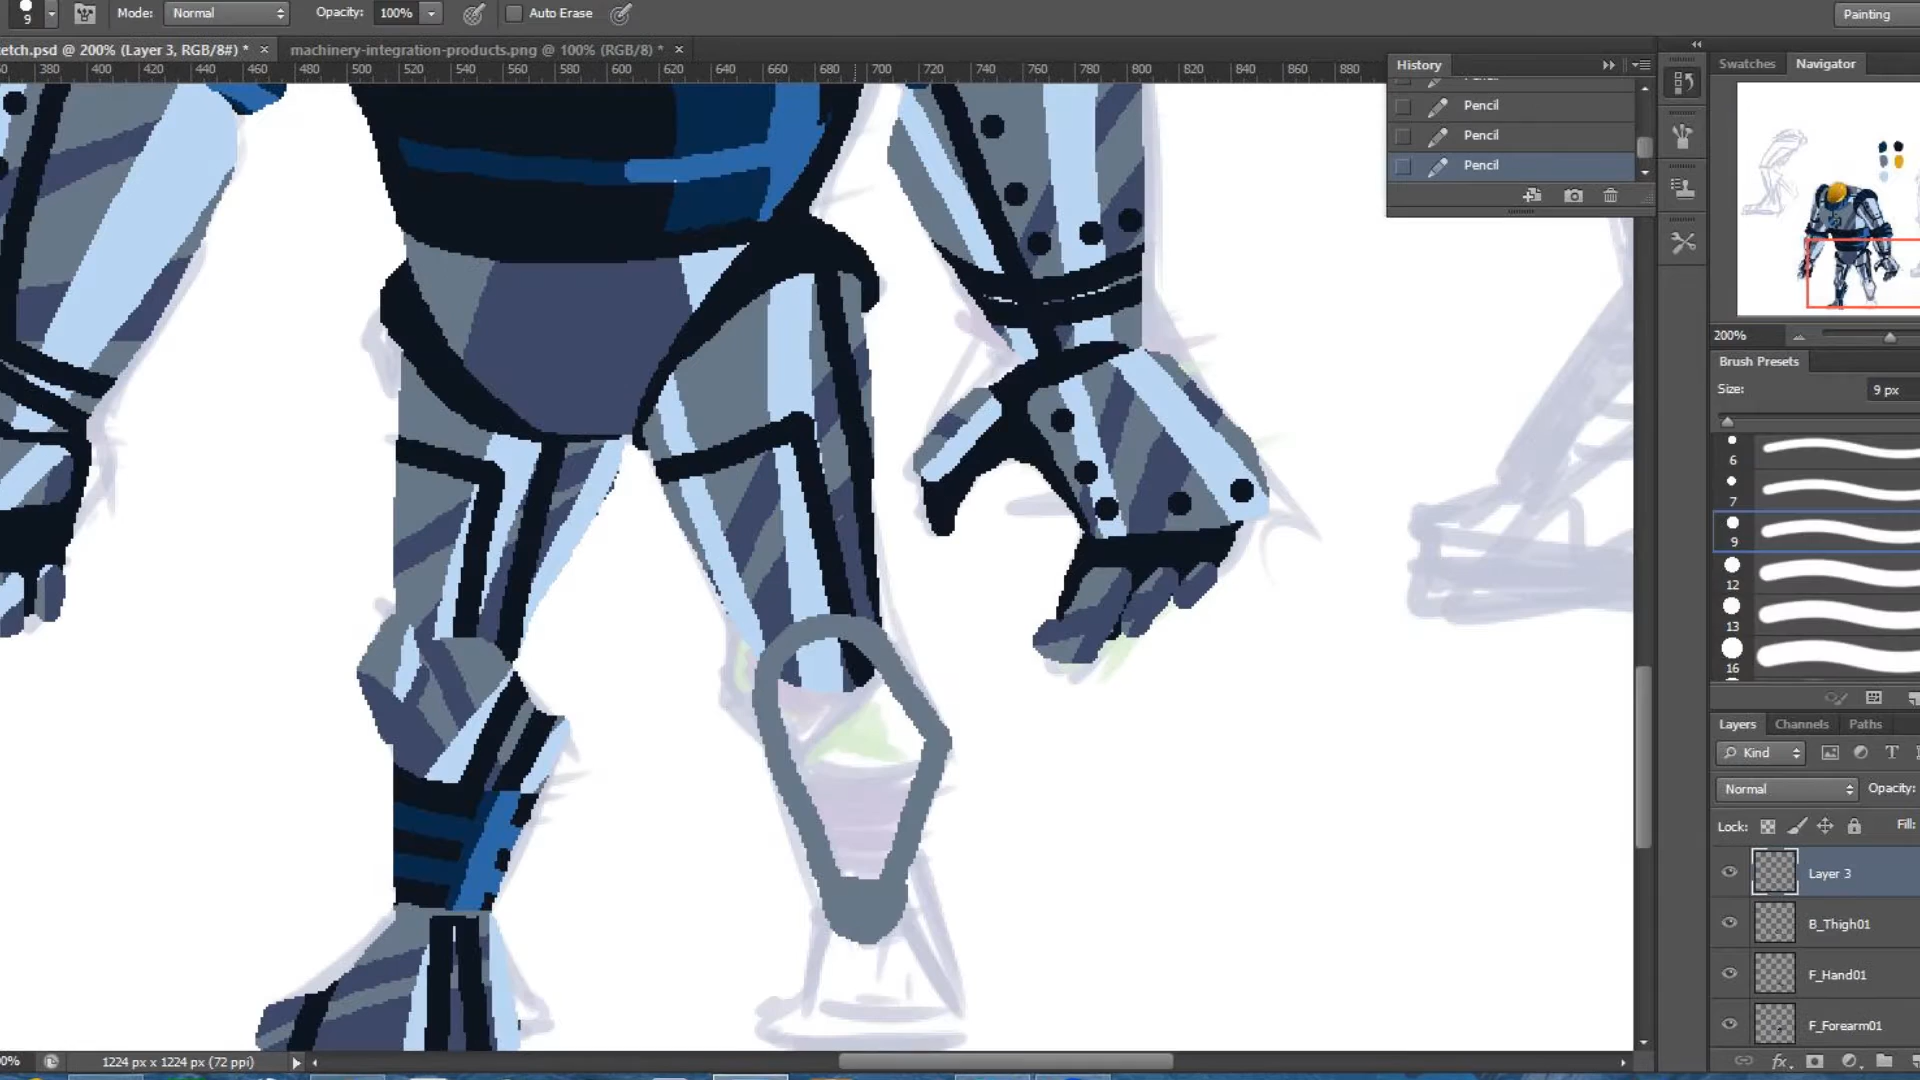 9 Mode: Normal Opacity: 100% Auto Erase Painting
etch.psd @ 200% (Layer 3, RGB/8#) * × machinery-integration-products.png @ 100% (RGB/8) * ×
380 400 420 440 460 480 500 520 540 560 580 600 620 640 660 680 700 720 740 760 780 800 820 840 860 880
History
Pencil
Pencil
Pencil
Swatches Navigator
200%
Brush Presets
Size: 9 px
6
7
9
12
13
16
Layers Channels Paths
Kind
Normal Opacity:
Lock: Fill:
Layer 3
B_Thigh01
F_Hand01
F_Forearm01
0% 1224 px x 1224 px (72 ppi)
fx